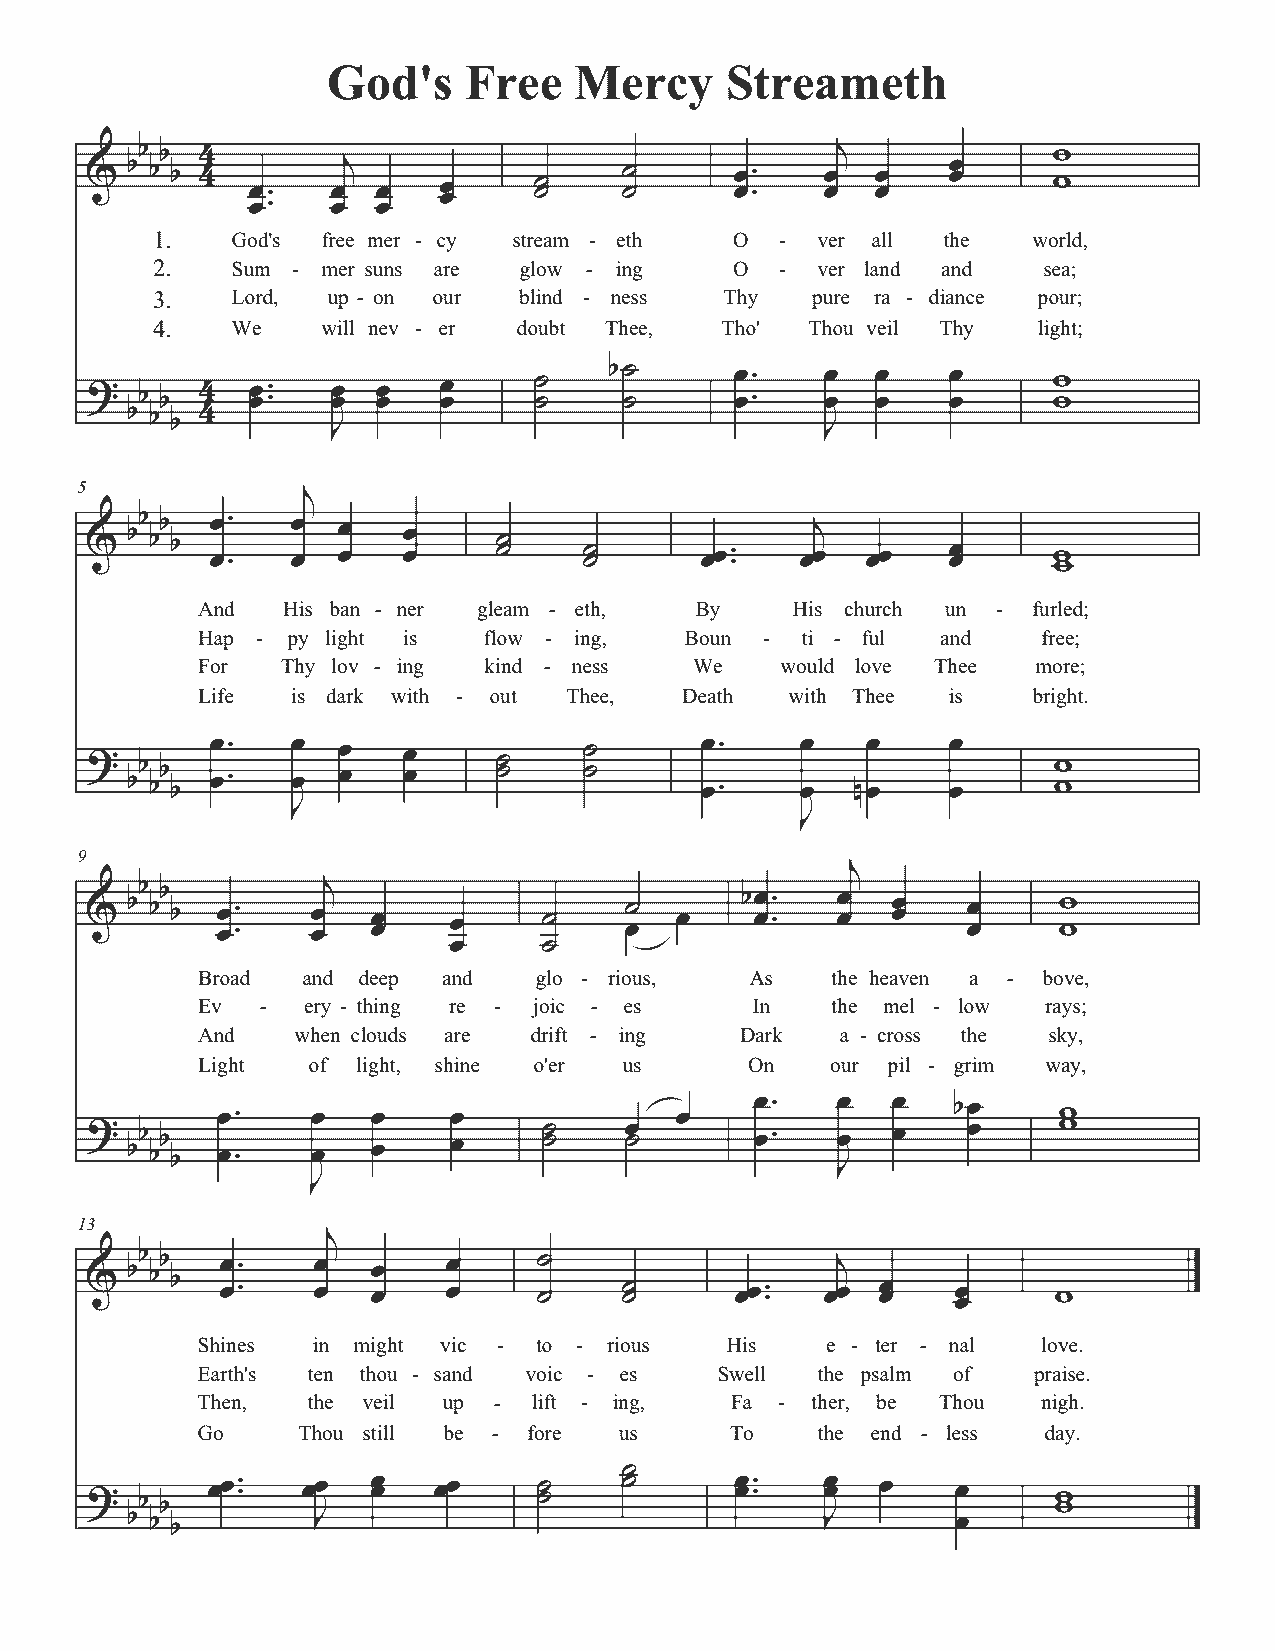 God's Free Mercy Streameth
4
4
1. God's free mer - cy stream - eth O - ver all the world,
2. Sum - mer suns are glow - ing O - ver land and sea;
3. Lord, up - on our blind - ness Thy pure ra - diance pour;
4. We will nev - er doubt Thee, Tho' Thou veil Thy light;
4
4
5
And His ban - ner gleam - eth, By His church un - furled;
Hap - py light is flow - ing, Boun - ti - ful and free;
For Thy lov - ing kind - ness We would love Thee more;
Life is dark with - out Thee, Death with Thee is bright.
9
Broad and deep and glo - rious, As the heaven a - bove,
Ev - ery - thing re - joic - es In the mel - low rays;
And when clouds are drift - ing Dark a - cross the sky,
Light of light, shine o'er us On our pil - grim way,
13
Shines in might vic - to - rious His e - ter - nal love.
Earth's ten thou - sand voic - es Swell the psalm of praise.
Then, the veil up - lift - ing, Fa - ther, be Thou nigh.
Go Thou still be - fore us To the end - less day.